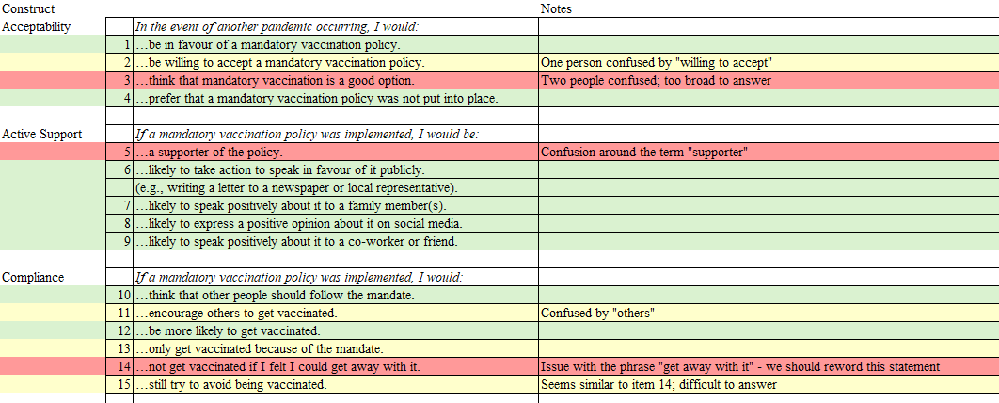 Construct Notes
Acceptability In the event of another pandemic occurring, I would:
1 …be in favour of a mandatory vaccination policy.
2 …be willing to accept a mandatory vaccination policy. One person confused by "willing to accept"
3 …think that mandatory vaccination is a good option. Two people confused; too broad to answer
4 …prefer that a mandatory vaccination policy was not put into place.
Active Support If a mandatory vaccination policy was implemented, I would be:
5 …a supporter of the policy. Confusion around the term "supporter"
6 …likely to take action to speak in favour of it publicly.
(e.g., writing a letter to a newspaper or local representative).
7 …likely to speak positively about it to a family member(s).
8 …likely to express a positive opinion about it on social media.
9 …likely to speak positively about it to a co-worker or friend.
Compliance If a mandatory vaccination policy was implemented, I would:
10 …think that other people should follow the mandate.
11 …encourage others to get vaccinated. Confused by "others"
12 …be more likely to get vaccinated.
13 …only get vaccinated because of the mandate.
14 …not get vaccinated if I felt I could get away with it. Issue with the phrase "get away with it" - we should reword this statement
15 …still try to avoid being vaccinated. Seems similar to item 14; difficult to answer